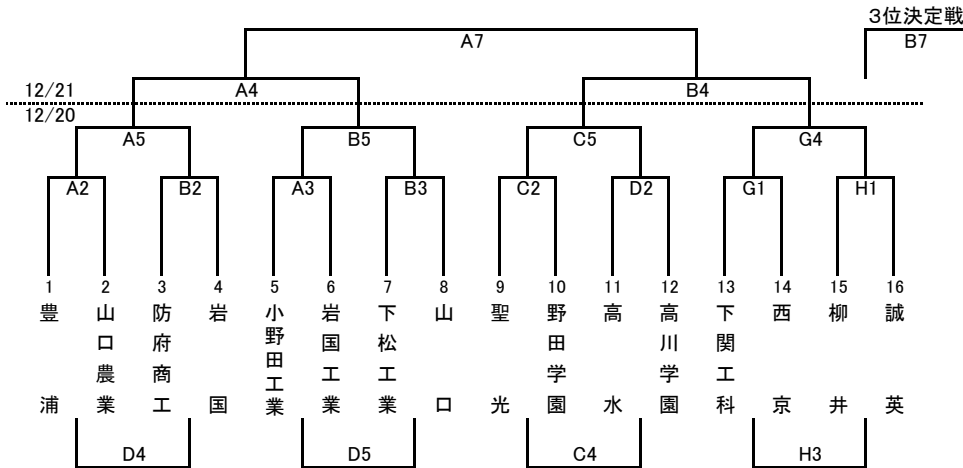 3位決定戦
A7
B7
12/21
A4
B4
12/20
A5
B5
C5
G4
A2
B2
A3
B3
C2
D2
G1
H1
1
2
3
4
5
6
7
8
9
10
11
12
13
14
15
16
豊浦
山口農業
防府商工
岩国
小野田工業
岩国工業
下松工業
山口
聖光
野田学園
高水
高川学園
下関工科
西京
柳井
誠英
D4
D5
C4
H3